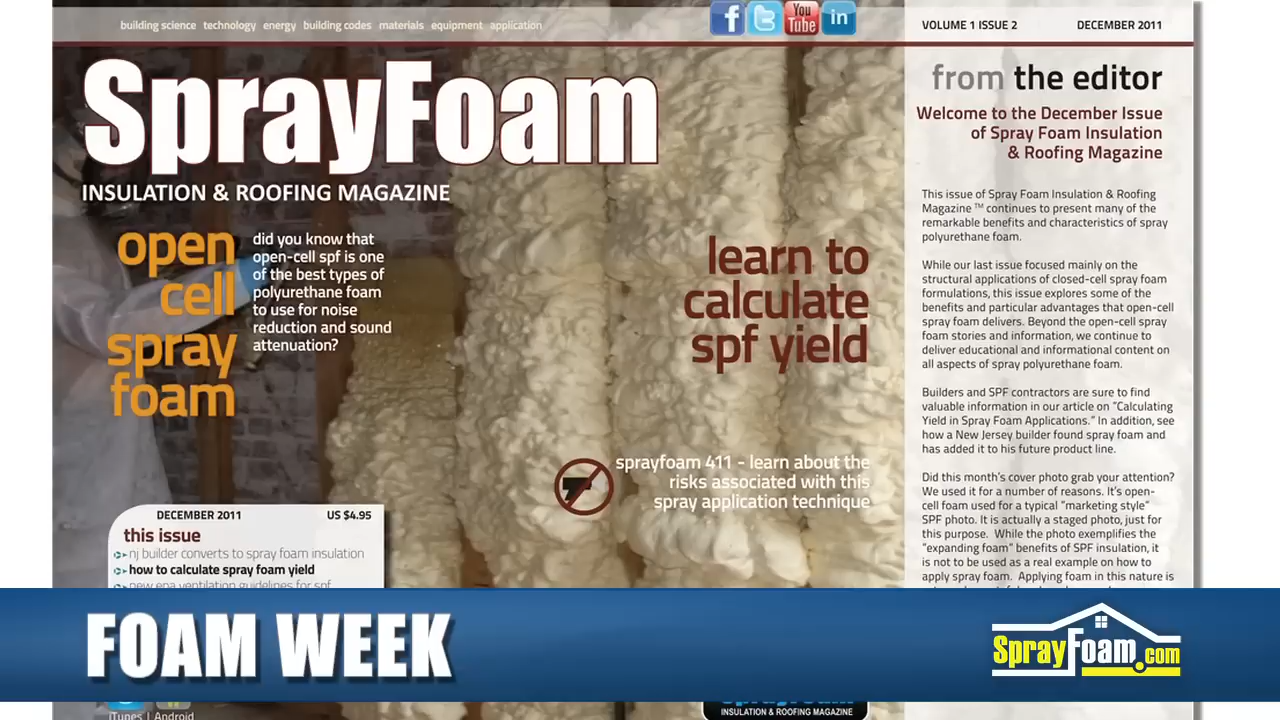 building science technology energy building codes materials equipment application
f
t
You Tube
in
VOLUME 1 ISSUE 2 DECEMBER 2011
SprayFoam
INSULATION & ROOFING MAGAZINE
open
cell
spray
foam
did you know that
open-cell spf is one
of the best types of
polyurethane foam
to use for noise
reduction and sound
attenuation?
learn to
calculate
spf yield
sprayfoam 411 - learn about the
risks associated with this
spray application technique
DECEMBER 2011 US $4.95
this issue
nj builder converts to spray foam insulation
how to calculate spray foam yield
new epa ventilation guidelines for spf
from the editor
Welcome to the December Issue
of Spray Foam Insulation
& Roofing Magazine
This issue of Spray Foam Insulation & Roofing
Magazine ™ continues to present many of the
remarkable benefits and characteristics of spray
polyurethane foam.
While our last issue focused mainly on the
structural applications of closed-cell spray foam
formulations, this issue explores some of the
benefits and particular advantages that open-cell
spray foam delivers. Beyond the open-cell spray
foam stories and information, we continue to
deliver educational and informational content on
all aspects of spray polyurethane foam.
Builders and SPF contractors are sure to find
valuable information in our article on “Calculating
Yield in Spray Foam Applications.” In addition, see
how a New Jersey builder found spray foam and
has added it to his future product line.
Did this month’s cover photo grab your attention?
We used it for a number of reasons. It’s open-
cell foam used for a typical “marketing style”
SPF photo. It is actually a staged photo, just for
this purpose. While the photo exemplifies the
“expanding foam” benefits of SPF insulation, it
is not to be used as a real example on how to
apply spray foam. Applying foam in this nature is
FOAM WEEK
SprayFoam.com
iTunes | Android
INSULATION & ROOFING MAGAZINE